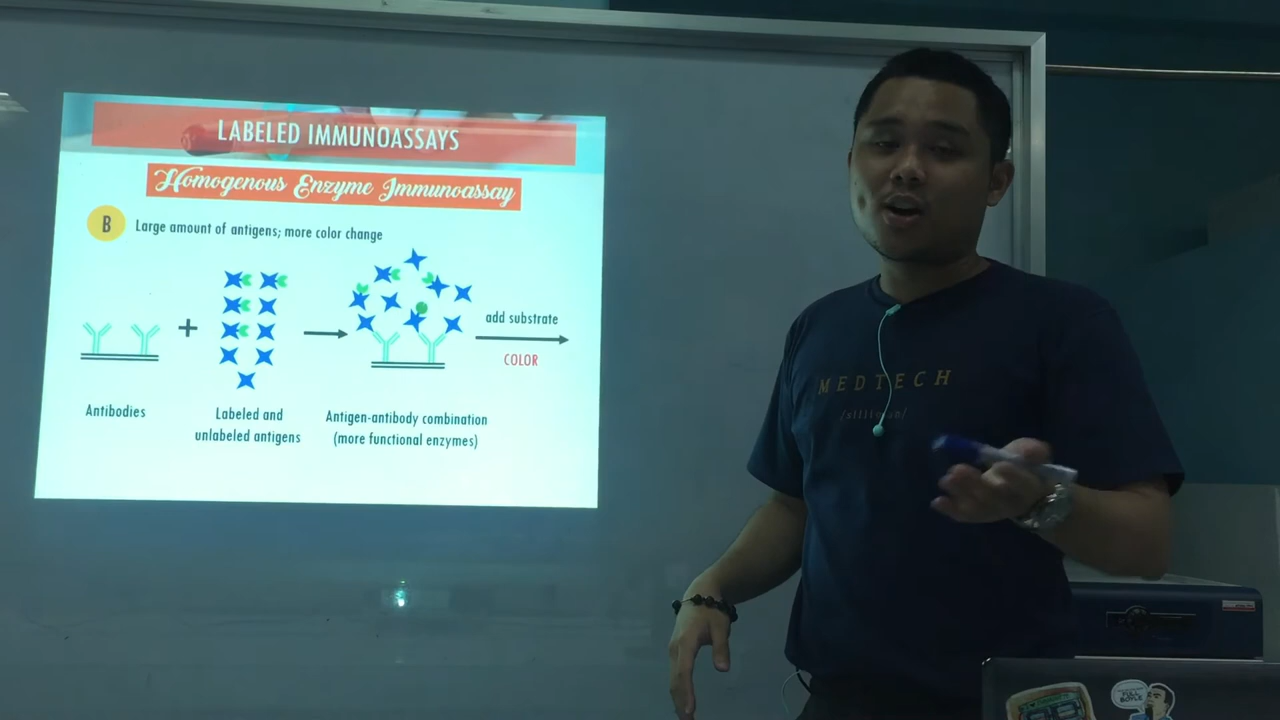 LABELED IMMUNOASSAYS
Homogenous Enzyme Immunoassay
B
Large amount of antigens; more color change
+
add substrate
COLOR
Antibodies
Labeled and
unlabeled antigens
Antigen-antibody combination
(more functional enzymes)
MEDTECH
FULL